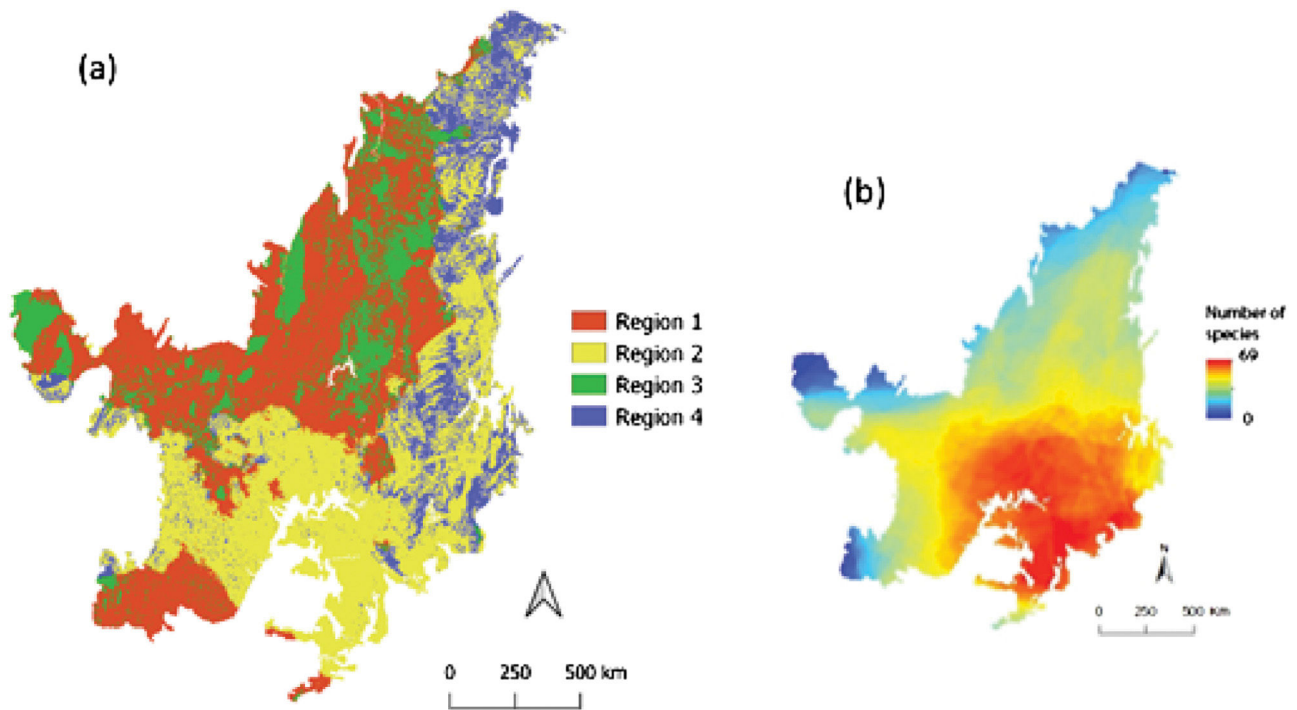 (a)
Region 1
Region 2
Region 3
Region 4
0 250 500 km
(b)
Number of
species
69
0
N
0 250 500 Km